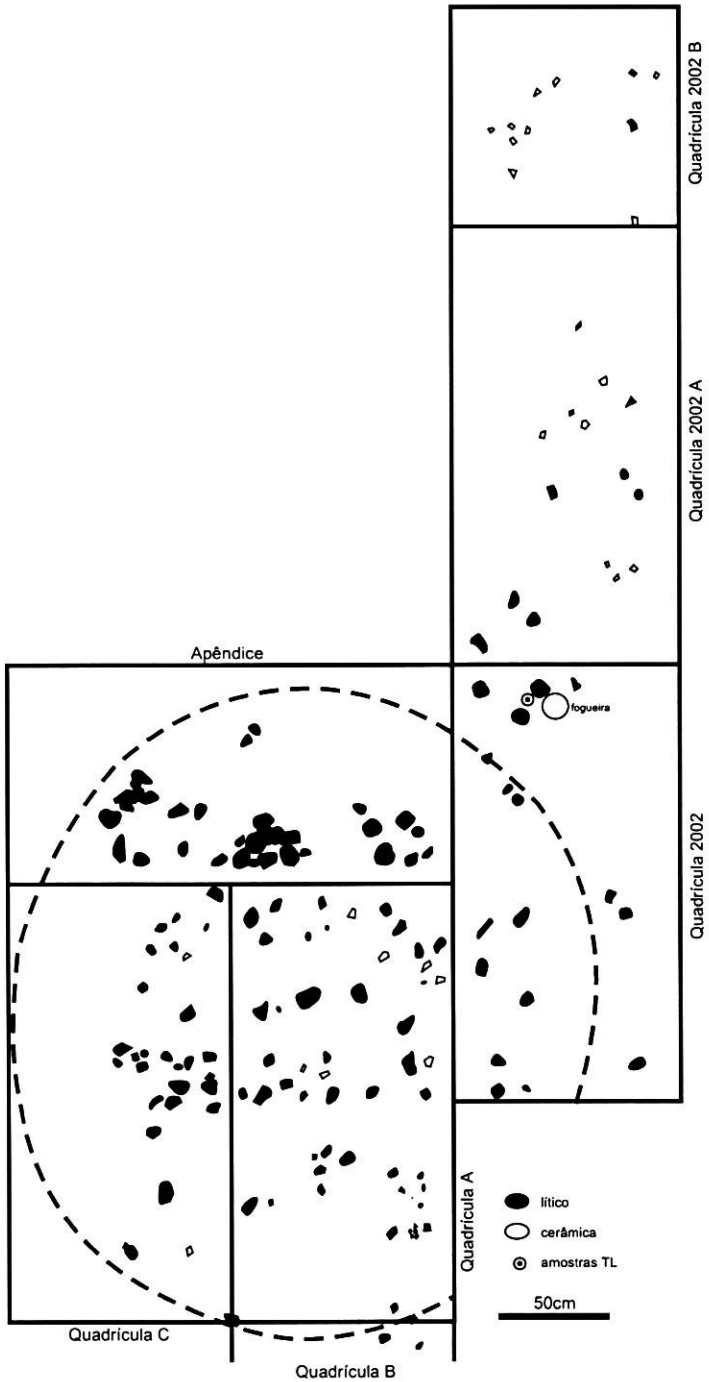 Quadrícula 2002 B
Quadrícula 2002 A
Apêndice
fogueira
Quadrícula 2002
Quadrícula A
lítico
cerâmica
amostras TL
50cm
Quadrícula C
Quadrícula B